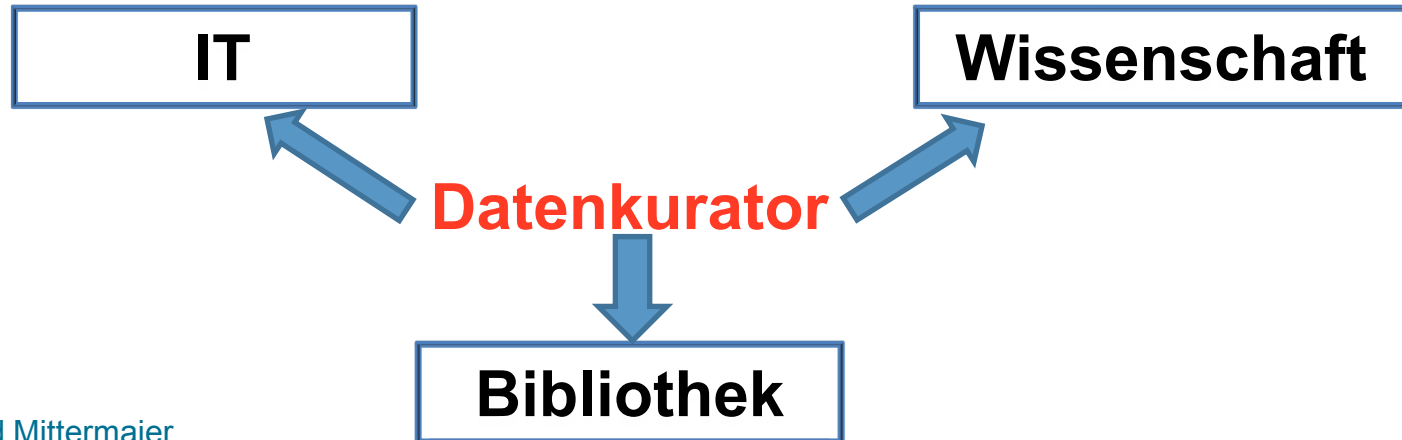 IT
Wissenschaft
Datenkurator
Bibliothek
Mittermaier